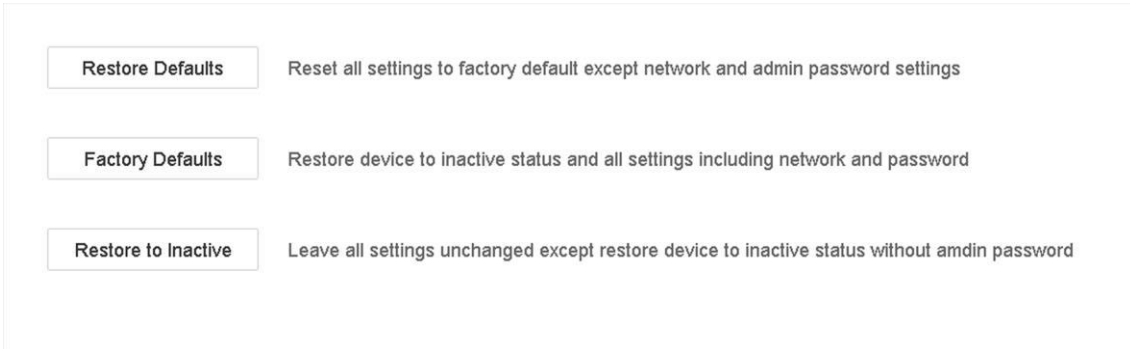 Restore Defaults Reset all settings to factory default except network and admin password settings
Factory Defaults Restore device to inactive status and all settings including network and password
Restore to Inactive Leave all settings unchanged except restore device to inactive status without amdin password